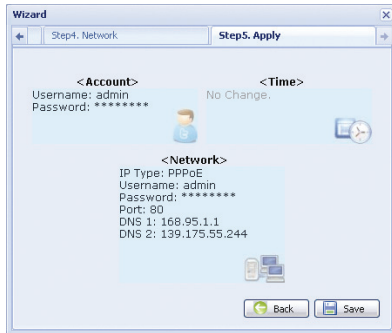 Wizard
Step4. Network
Step5. Apply
<Account>
Username: admin
Password: ********
<Time>
No Change.
<Network>
IP Type: PPPoE
Username: admin
Password: ********
Port: 80
DNS 1: 168.95.1.1
DNS 2: 139.175.55.244
Back
Save